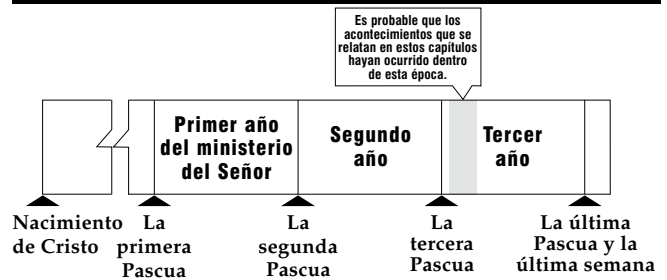 Es probable que los
acontecimientos que se
relatan en estos capítulos
hayan ocurrido dentro
de esta época.
Primer año
del ministerio
del Señor
Segundo
año
Tercer
año
Nacimiento
de Cristo
La
primera
Pascua
La
segunda
Pascua
La
tercera
Pascua
La última
Pascua y la
última semana